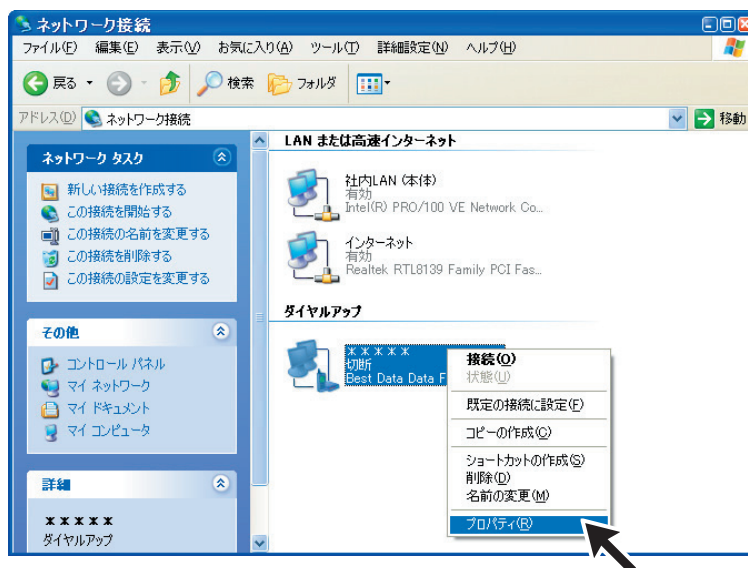 ネットワーク接続
ファイル(F) 編集(E) 表示(V) お気に入り(A) ツール(T) 詳細設定(N) ヘルプ(H)
戻る 検索 フォルダ
アドレス(D) ネットワーク接続 移動
ネットワーク タスク
新しい接続を作成する
この接続を開始する
この接続の名前を変更する
この接続を削除する
この接続の設定を変更する
その他
コントロール パネル
マイ ネットワーク
マイ ドキュメント
マイ コンピュータ
詳細
*****
ダイヤルアップ
LAN または高速インターネット
社内LAN (本体)
有効
Intel(R) PRO/100 VE Network Co...
インターネット
有効
Realtek RTL8139 Family PCI Fas...
ダイヤルアップ
*****
切断
Best Data Data F
接続(O)
状態(U)
既定の接続に設定(F)
コピーの作成(C)
ショートカットの作成(S)
削除(D)
名前の変更(M)
プロパティ(R)